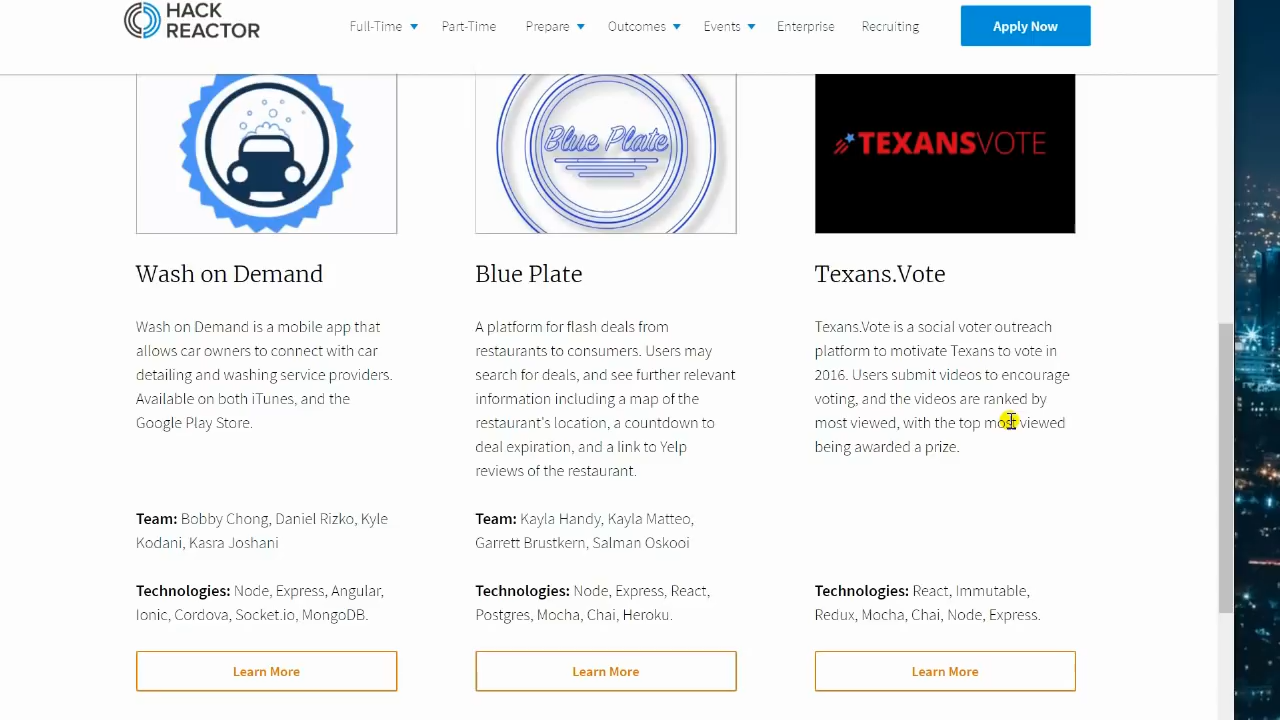 HACK
REACTOR
Full-Time
Part-Time
Prepare
Outcomes
Events
Enterprise
Recruiting
Apply Now
Blue Plate
TEXANSVOTE
Wash on Demand
Wash on Demand is a mobile app that
allows car owners to connect with car
detailing and washing service providers.
Available on both iTunes, and the
Google Play Store.
Team: Bobby Chong, Daniel Rizko, Kyle
Kodani, Kasra Joshani
Technologies: Node, Express, Angular,
Ionic, Cordova, Socket.io, MongoDB.
Learn More
Blue Plate
A platform for flash deals from
restaurants to consumers. Users may
search for deals, and see further relevant
information including a map of the
restaurant's location, a countdown to
deal expiration, and a link to Yelp
reviews of the restaurant.
Team: Kayla Handy, Kayla Matteo,
Garrett Brustkern, Salman Oskooi
Technologies: Node, Express, React,
Postgres, Mocha, Chai, Heroku.
Learn More
Texans.Vote
Texans.Vote is a social voter outreach
platform to motivate Texans to vote in
2016. Users submit videos to encourage
voting, and the videos are ranked by
most viewed, with the top most viewed
being awarded a prize.
Technologies: React, Immutable,
Redux, Mocha, Chai, Node, Express.
Learn More